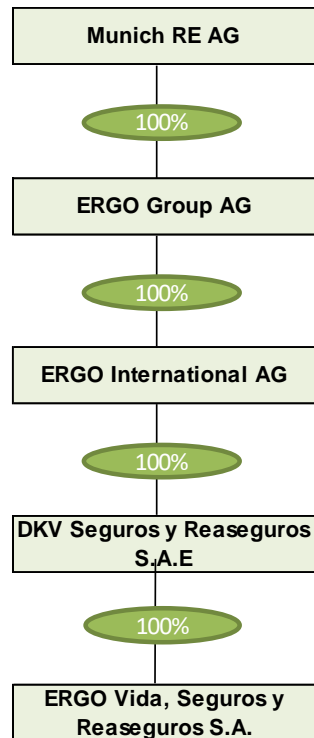 Munich RE AG
100%
ERGO Group AG
100%
ERGO International AG
100%
DKV Seguros y Reaseguros
S.A.E
100%
ERGO Vida, Seguros y
Reaseguros S.A.